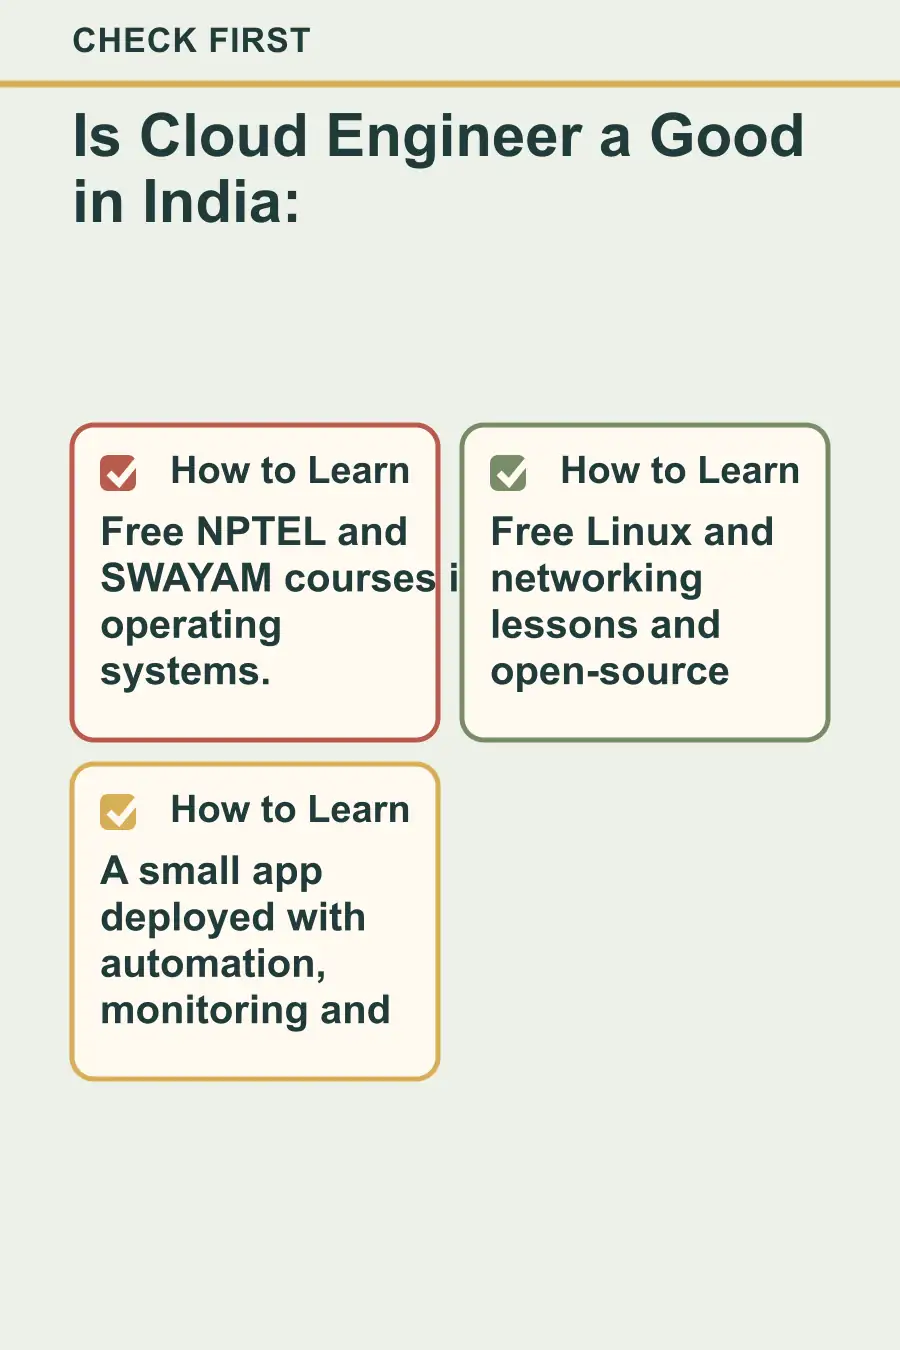 CHECK FIRST
Is Cloud Engineer a Good
in India:
How to Learn
Free NPTEL and
SWAYAM courses i
operating
systems.
How to Learn
Free Linux and
networking
lessons and
open-source
How to Learn
A small app
deployed with
automation,
monitoring and